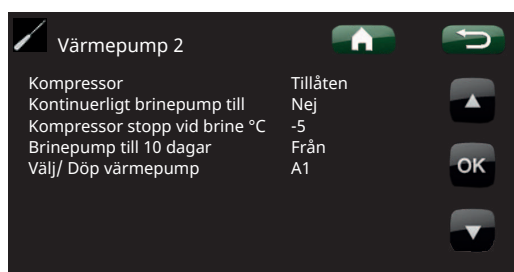 Värmepump 2
Kompressor Tillåten
Kontinuerligt brinepump till Nej
Kompressor stopp vid brine °C -5
Brinepump till 10 dagar Från
Välj/ Döp värmepump A1
OK